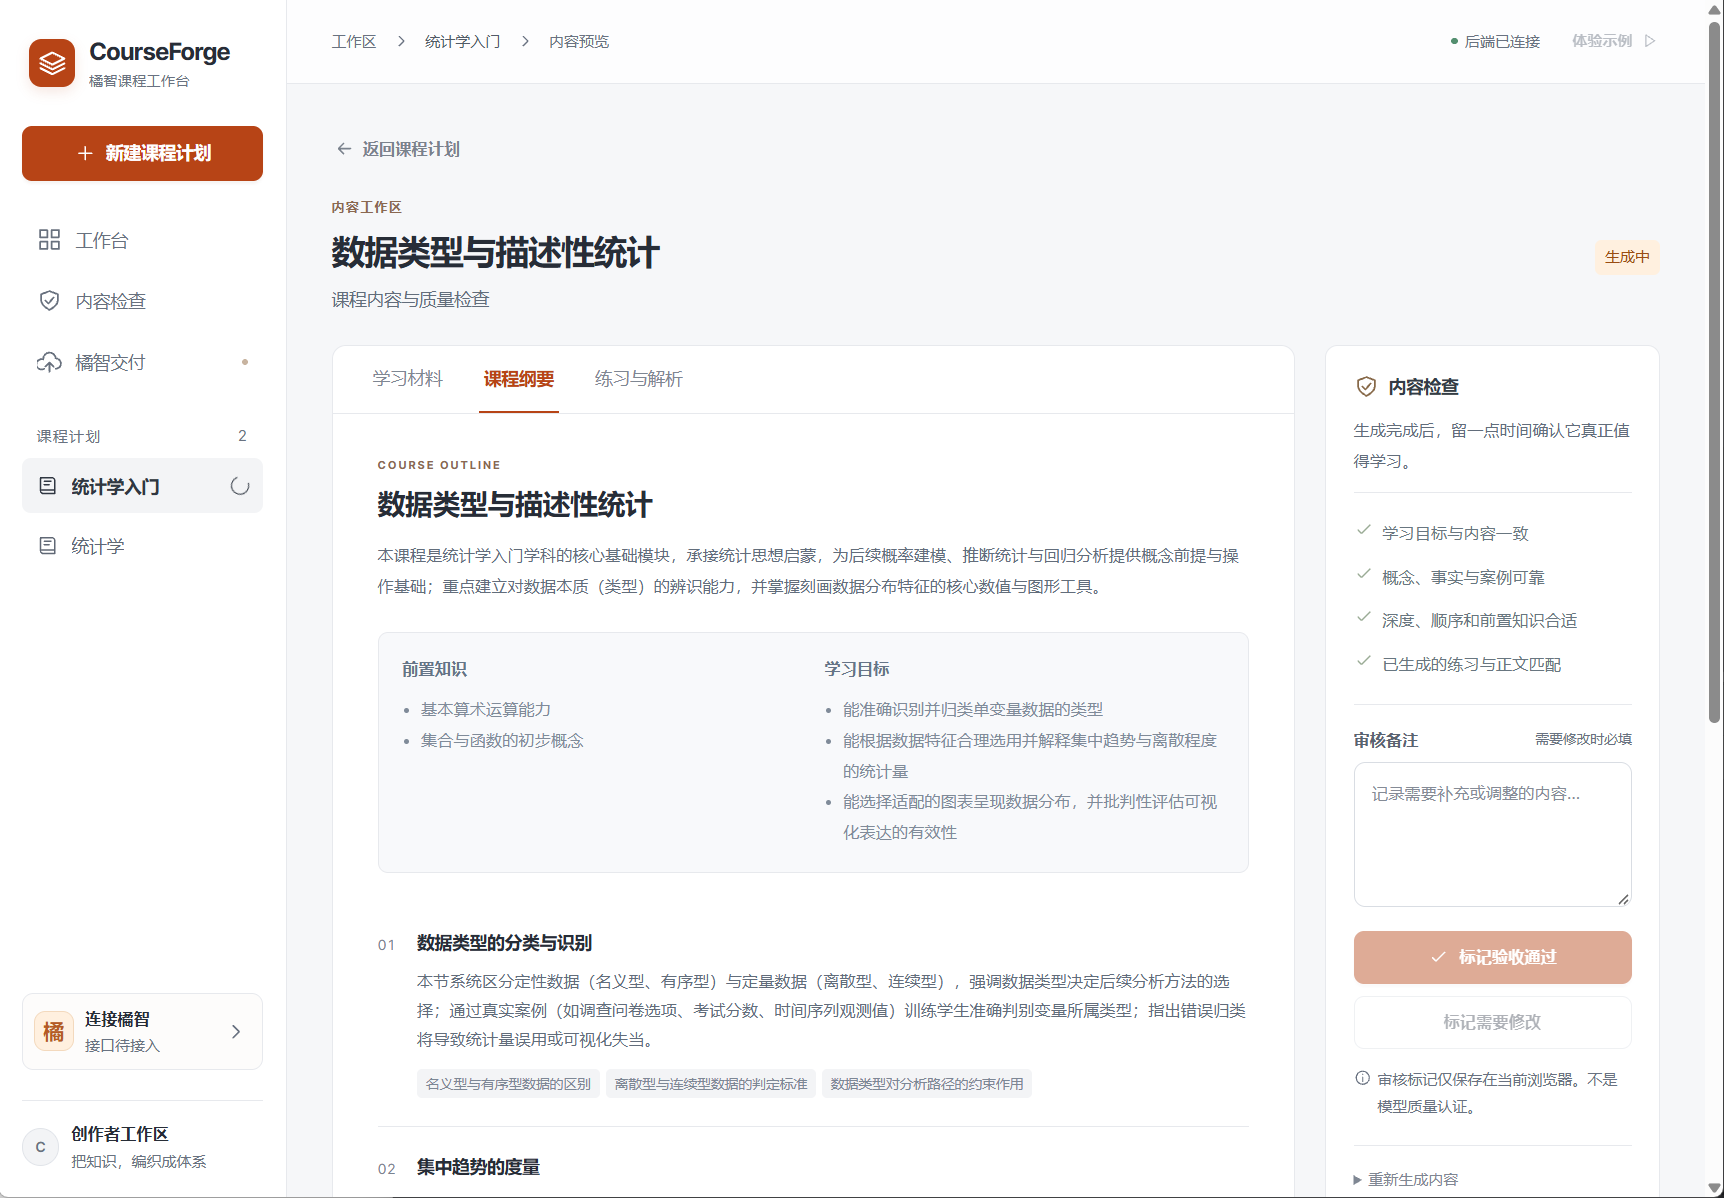 CourseForge
橘智课程工作台
新建课程计划
工作台
内容检查
橘智交付
课程计划 2
统计学入门
统计学
连接橘智
橘
接口待接入
C
创作者工作区
把知识，编织成体系
工作区 > 统计学入门 > 内容预览
后端已连接
体验示例
返回课程计划
内容工作区
数据类型与描述性统计
生成中
课程内容与质量检查
学习材料 课程纲要 练习与解析
COURSE OUTLINE
数据类型与描述性统计
本课程是统计学入门学科的核心基础模块，承接统计思想启蒙，为后续概率建模、推断统计与回归分析提供概念前提与操
作基础；重点建立对数据本质（类型）的辨识能力，并掌握刻画数据分布特征的核心数值与图形工具。
前置知识
基本算术运算能力
集合与函数的初步概念
学习目标
能准确识别并归类单变量数据的类型
能根据数据特征合理选用并解释集中趋势与离散程度
的统计量
能选择适配的图表呈现数据分布，并批判性评估可视
化表达的有效性
01 数据类型的分类与识别
本节系统区分定性数据（名义型、有序型）与定量数据（离散型、连续型），强调数据类型决定后续分析方法的选
择；通过真实案例（如调查问卷选项、考试分数、时间序列观测值）训练学生准确判别变量所属类型；指出错误归类
将导致统计量误用或可视化失当。
名义型与有序型数据的区别 离散型与连续型数据的判定标准 数据类型对分析路径的约束作用
02 集中趋势的度量
内容检查
生成完成后，留一点时间确认它真正值
得学习。
学习目标与内容一致
概念、事实与案例可靠
深度、顺序和前置知识合适
已生成的练习与正文匹配
审核备注 需要修改时必填
记录需要补充或调整的内容...
标记验收通过
标记需要修改
审核标记仅保存在当前浏览器。不是
模型质量认证。
重新生成内容